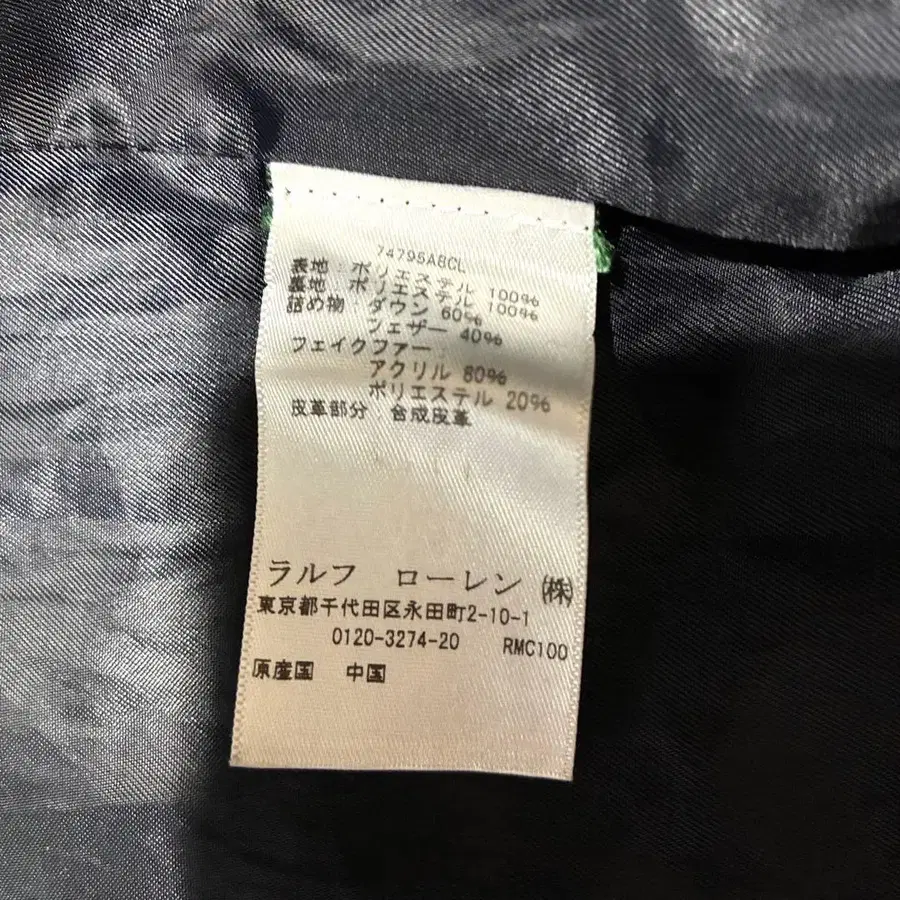 74795A8CL
表地：ポリエステル 100%
裏地：ポリエステル 100%
詰め物：ダウン 60%
フェザー 40%
フェイクファー：
アクリル 80%
ポリエステル 20%
皮革部分：合成皮革
ラルフ ローレン ㈱
東京都千代田区永田町2-10-1
0120-3274-20 RMC100
原産国 中国